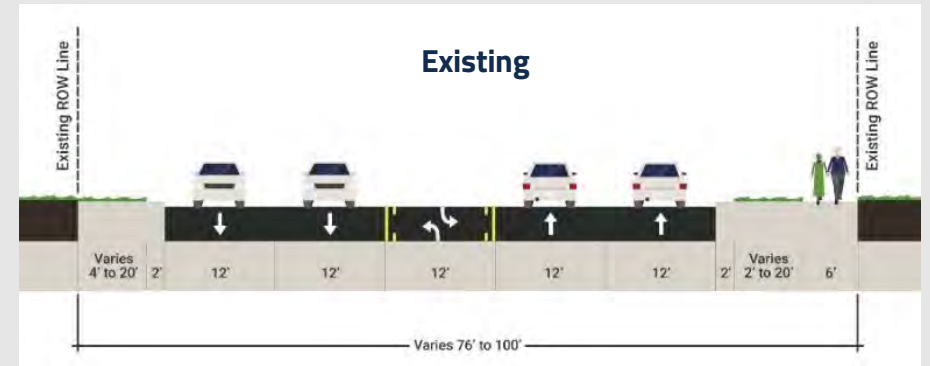 Existing
Existing ROW Line
Existing ROW Line
Varies
4' to 20'
2'
12'
12'
12'
12'
12'
2'
Varies
2' to 20'
6'
Varies 76' to 100'